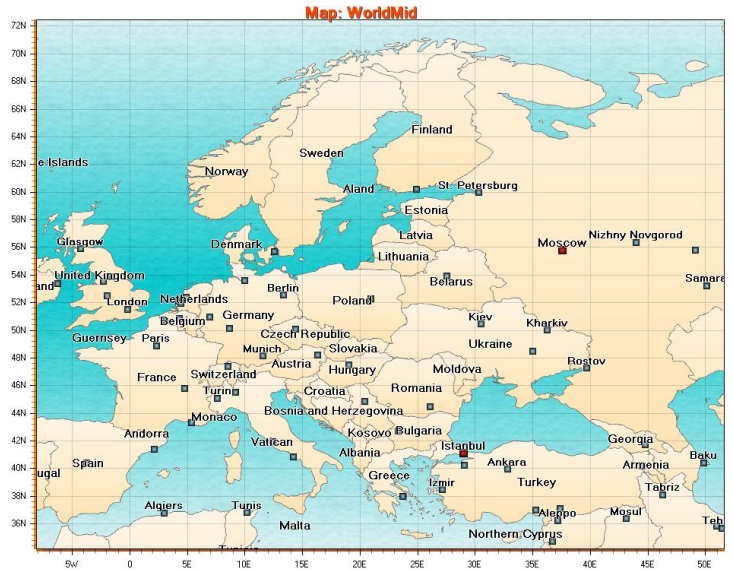 Map: WorldMid
72N
70N
68N
66N
64N
Finland
Sweden
62N
e Islands
Norway
60N
Aland
St. Petersburg
58N
Estonia
Glasgow
Latvia
Nizhny Novgorod
56N
Denmark
Moscow
Lithuania
54N
and
United Kingdom
Belarus
Samara
52N
London
Netherlands
Berlin
Poland
Belgium
Germany
Kiev
Kharkiv
50N
Guernsey
Paris
Czech Republic
Ukraine
48N
Munich
Slovakia
Switzerland
Austria
Hungary
Moldova
Rostov
46N
France
Turin
Croatia
Romania
44N
Monaco
Bosnia and Herzegovina
Andorra
Kosovo
Bulgaria
42N
Vatican
Albania
Istanbul
Georgia
40N
Spain
Ankara
Armenia
Baku
ugal
Greece
Izmir
Turkey
38N
Tabriz
Algiers
Tunis
Aleppo
Mosul
36N
Malta
Northern Cyprus
Teh
Tunisia
5W
0
5E
10E
15E
20E
25E
30E
35E
40E
45E
50E